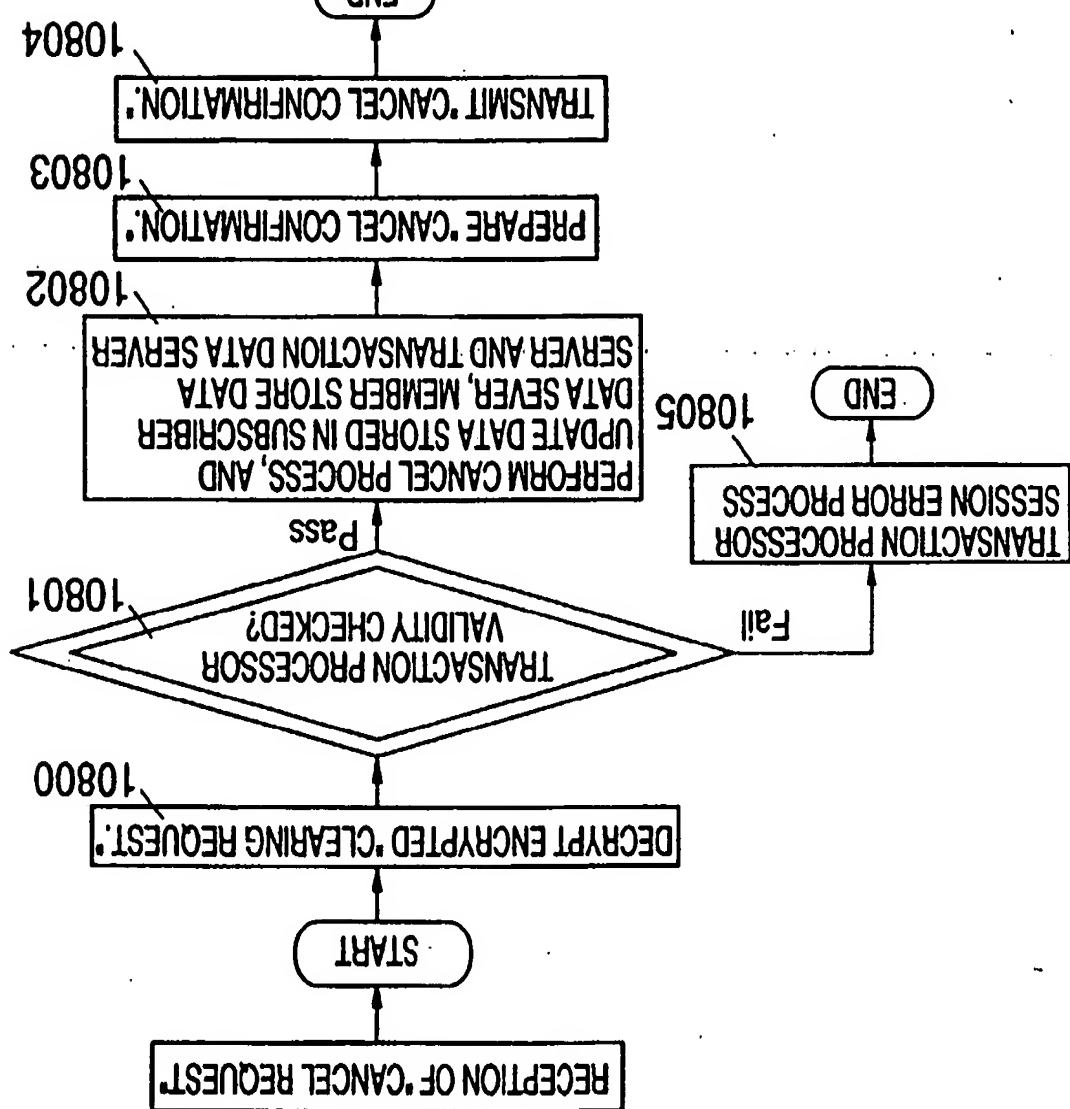 RECEPTION OF "CANCEL REQUEST"
START
DECRYPT ENCRYPTED "CLEARING REQUEST."
10800
TRANSACTION PROCESSOR
VALIDITY CHECKED?
10801
Fail
Pass
TRANSACTION PROCESSOR
SESSION ERROR PROCESS
10805
END
PERFORM CANCEL PROCESS, AND
UPDATE DATA STORED IN SUBSCRIBER
DATA SEVER, MEMBER STORE DATA
SERVER AND TRANSACTION DATA SERVER
10802
PREPARE "CANCEL CONFIRMATION."
10803
TRANSMIT "CANCEL CONFIRMATION."
10804
END